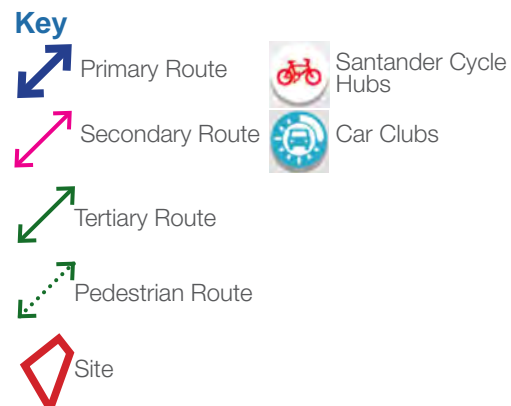 Key
Primary Route
Secondary Route
Tertiary Route
Pedestrian Route
Site
Santander Cycle
Hubs
Car Clubs